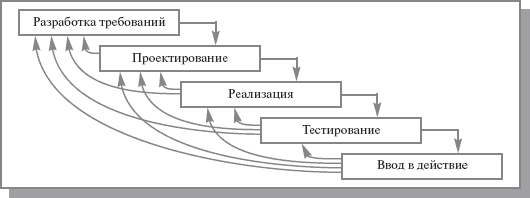 Разработка требований
Проектирование
Реализация
Тестирование
Ввод в действие